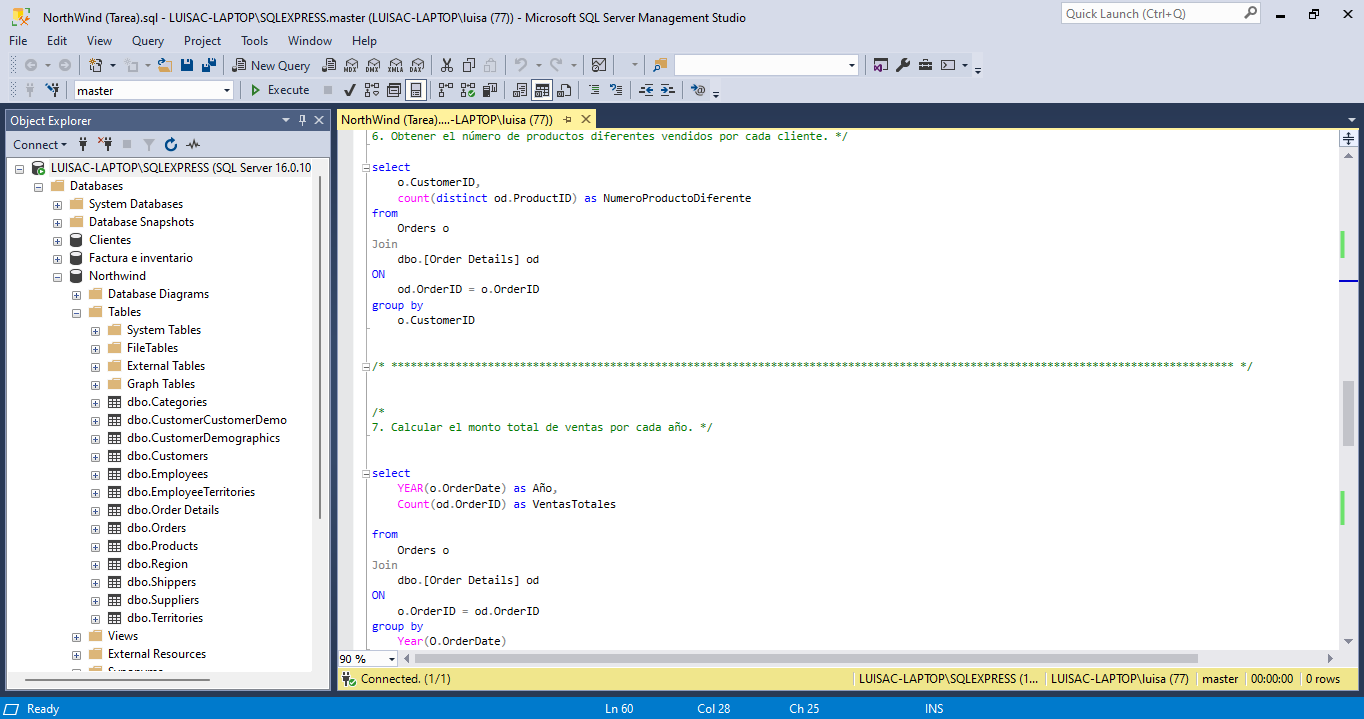 NorthWind (Tarea).sql - LUISAC-LAPTOP\SQLEXPRESS.master (LUISAC-LAPTOP\luisa (77)) - Microsoft SQL Server Management Studio
Quick Launch (Ctrl+Q)
File Edit View Query Project Tools Window Help
New Query MDX DMX XMLA DAX
master Execute
Object Explorer
Connect
LUISAC-LAPTOP\SQLEXPRESS (SQL Server 16.0.10
Databases
System Databases
Database Snapshots
Clientes
Factura e inventario
Northwind
Database Diagrams
Tables
System Tables
FileTables
External Tables
Graph Tables
dbo.Categories
dbo.CustomerCustomerDemo
dbo.CustomerDemographics
dbo.Customers
dbo.Employees
dbo.EmployeeTerritories
dbo.Order Details
dbo.Orders
dbo.Products
dbo.Region
dbo.Shippers
dbo.Suppliers
dbo.Territories
Views
External Resources
Synonyms
NorthWind (Tarea)....-LAPTOP\luisa (77))
6. Obtener el número de productos diferentes vendidos por cada cliente. */
select
o.CustomerID,
count(distinct od.ProductID) as NumeroProductoDiferente
from
Orders o
Join
dbo.[Order Details] od
ON
od.OrderID = o.OrderID
group by
o.CustomerID
/* *********************************************************************************************************************************** */
/*
7. Calcular el monto total de ventas por cada año. */
select
YEAR(o.OrderDate) as Año,
Count(od.OrderID) as VentasTotales
from
Orders o
Join
dbo.[Order Details] od
ON
o.OrderID = od.OrderID
group by
Year(O.OrderDate)
90 %
Connected. (1/1) LUISAC-LAPTOP\SQLEXPRESS (1... LUISAC-LAPTOP\luisa (77) master 00:00:00 0 rows
Ready Ln 60 Col 28 Ch 25 INS